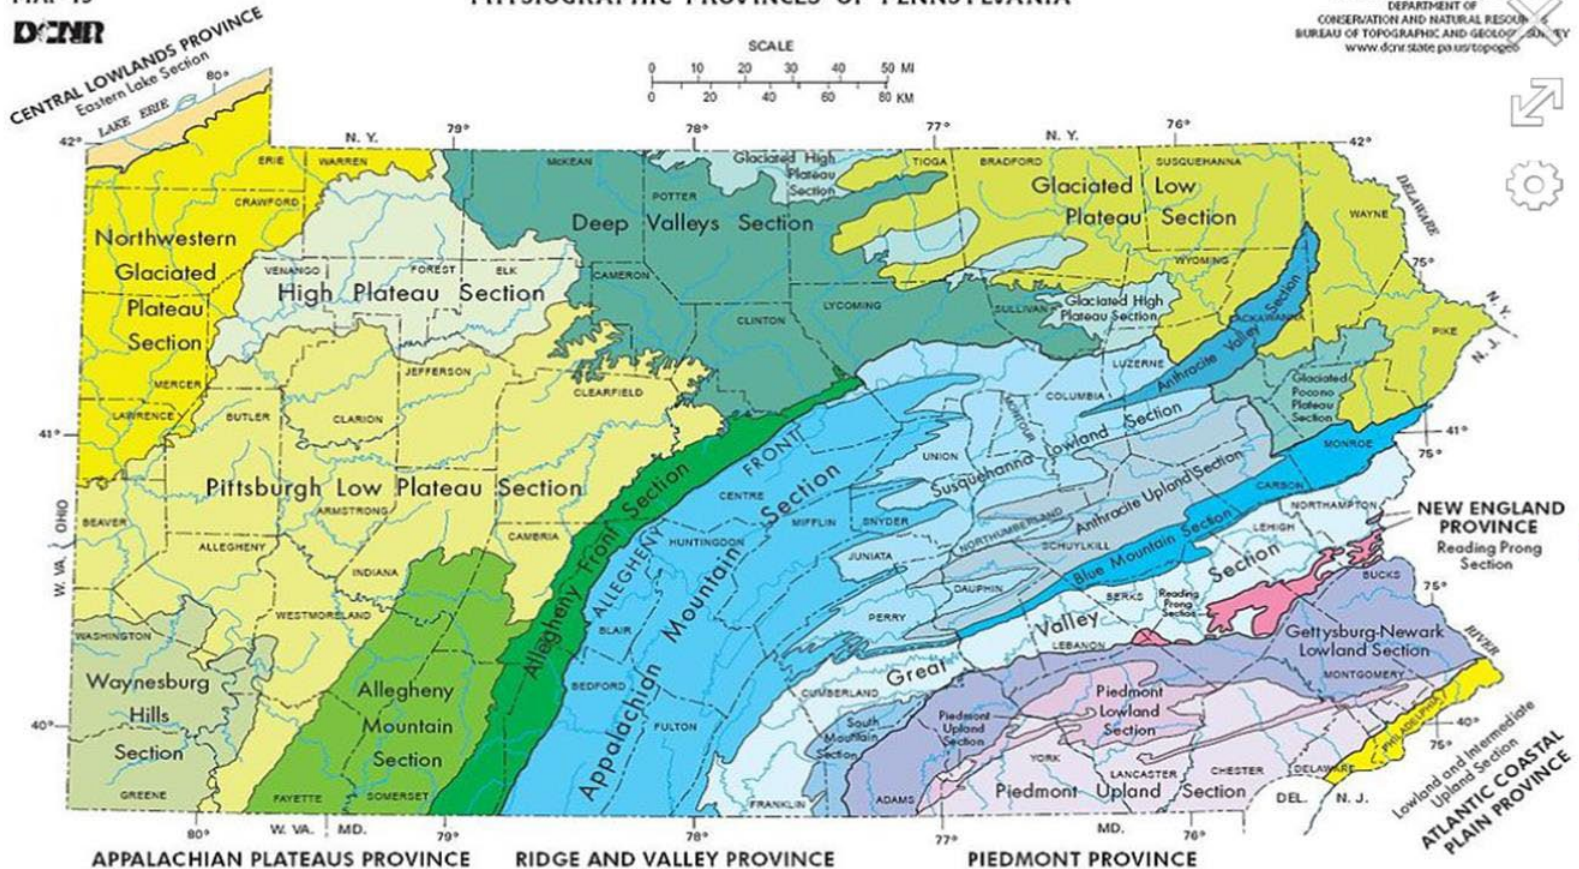 MAP 13
PHYSIOGRAPHIC PROVINCES OF PENNSYLVANIA
DCNR
DEPARTMENT OF
CONSERVATION AND NATURAL RESOURCES
BUREAU OF TOPOGRAPHIC AND GEOLOGIC SURVEY
www.dcnr.state.pa.us/topogeo
SCALE
0 10 20 30 40 50 MI
0 20 40 60 80 KM
CENTRAL LOWLANDS PROVINCE
Eastern Lake Section
80°
LAKE ERIE
42°
N. Y.
79°
78°
77°
N. Y.
76°
42°
ERIE
WARREN
McKEAN
POTTER
Glaciated High
Plateau
Section
TIOGA
BRADFORD
SUSQUEHANNA
WAYNE
DELAWARE
CRAWFORD
Glaciated Low
Plateau Section
Deep Valleys Section
Northwestern
Glaciated
Plateau
Section
VENANGO
FOREST
ELK
High Plateau Section
CAMERON
WYOMING
75°
CLINTON
LYCOMING
SULLIVAN
Glaciated High
Plateau Section
LACKAWANNA
Anthracite Valley Section
N. Y.
N. J.
PIKE
MERCER
JEFFERSON
LUZERNE
Glaciated
Pocono
Plateau
Section
LAWRENCE
BUTLER
CLARION
CLEARFIELD
COLUMBIA
MONTOUR
41°
41°
75°
MONROE
UNION
Susquehanna Lowland Section
FRONT
Pittsburgh Low Plateau Section
ARMSTRONG
CENTRE
CARBON
Anthracite Upland Section
NORTHUMBERLAND
BEAVER
ALLEGHENY
CAMBRIA
Allegheny Front Section
ALLEGHENY
HUNTINGDON
MIFFLIN
SNYDER
JUNIATA
SCHUYLKILL
Blue Mountain Section
LEHIGH
NORTHAMPTON
NEW ENGLAND
PROVINCE
Reading Prong
Section
OHIO
W. VA.
INDIANA
WESTMORELAND
Appalachian Mountain Section
DAUPHIN
PERRY
BERKS
Reading
Prong
Section
BUCKS
75°
WASHINGTON
BLAIR
Great Valley Section
LEBANON
Gettysburg-Newark
Lowland Section
RIVER
MONTGOMERY
Waynesburg
Hills
Section
Allegheny
Mountain
Section
BEDFORD
FULTON
CUMBERLAND
South
Mountain
Section
Piedmont
Upland
Section
Piedmont
Lowland
Section
40°
40°
75°
PHILADELPHIA
YORK
LANCASTER
CHESTER
DELAWARE
GREENE
FAYETTE
SOMERSET
FRANKLIN
ADAMS
Piedmont Upland Section
DEL.
N. J.
Lowland and Intermediate
Upland Section
ATLANTIC COASTAL
PLAIN PROVINCE
80°
W. VA.
MD.
79°
78°
77°
MD.
76°
APPALACHIAN PLATEAUS PROVINCE
RIDGE AND VALLEY PROVINCE
PIEDMONT PROVINCE